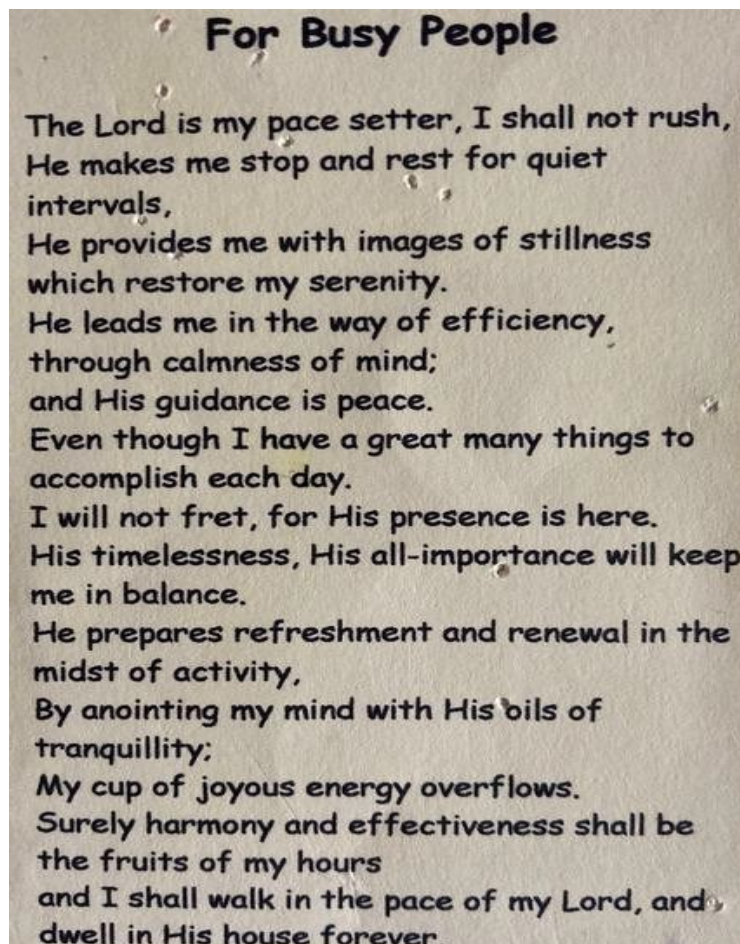 For Busy People
The Lord is my pace setter, I shall not rush,
He makes me stop and rest for quiet
intervals,
He provides me with images of stillness
which restore my serenity.
He leads me in the way of efficiency,
through calmness of mind;
and His guidance is peace.
Even though I have a great many things to
accomplish each day.
I will not fret, for His presence is here.
His timelessness, His all-importance will keep
me in balance.
He prepares refreshment and renewal in the
midst of activity,
By anointing my mind with His oils of
tranquillity;
My cup of joyous energy overflows.
Surely harmony and effectiveness shall be
the fruits of my hours
and I shall walk in the pace of my Lord, and
dwell in His house forever